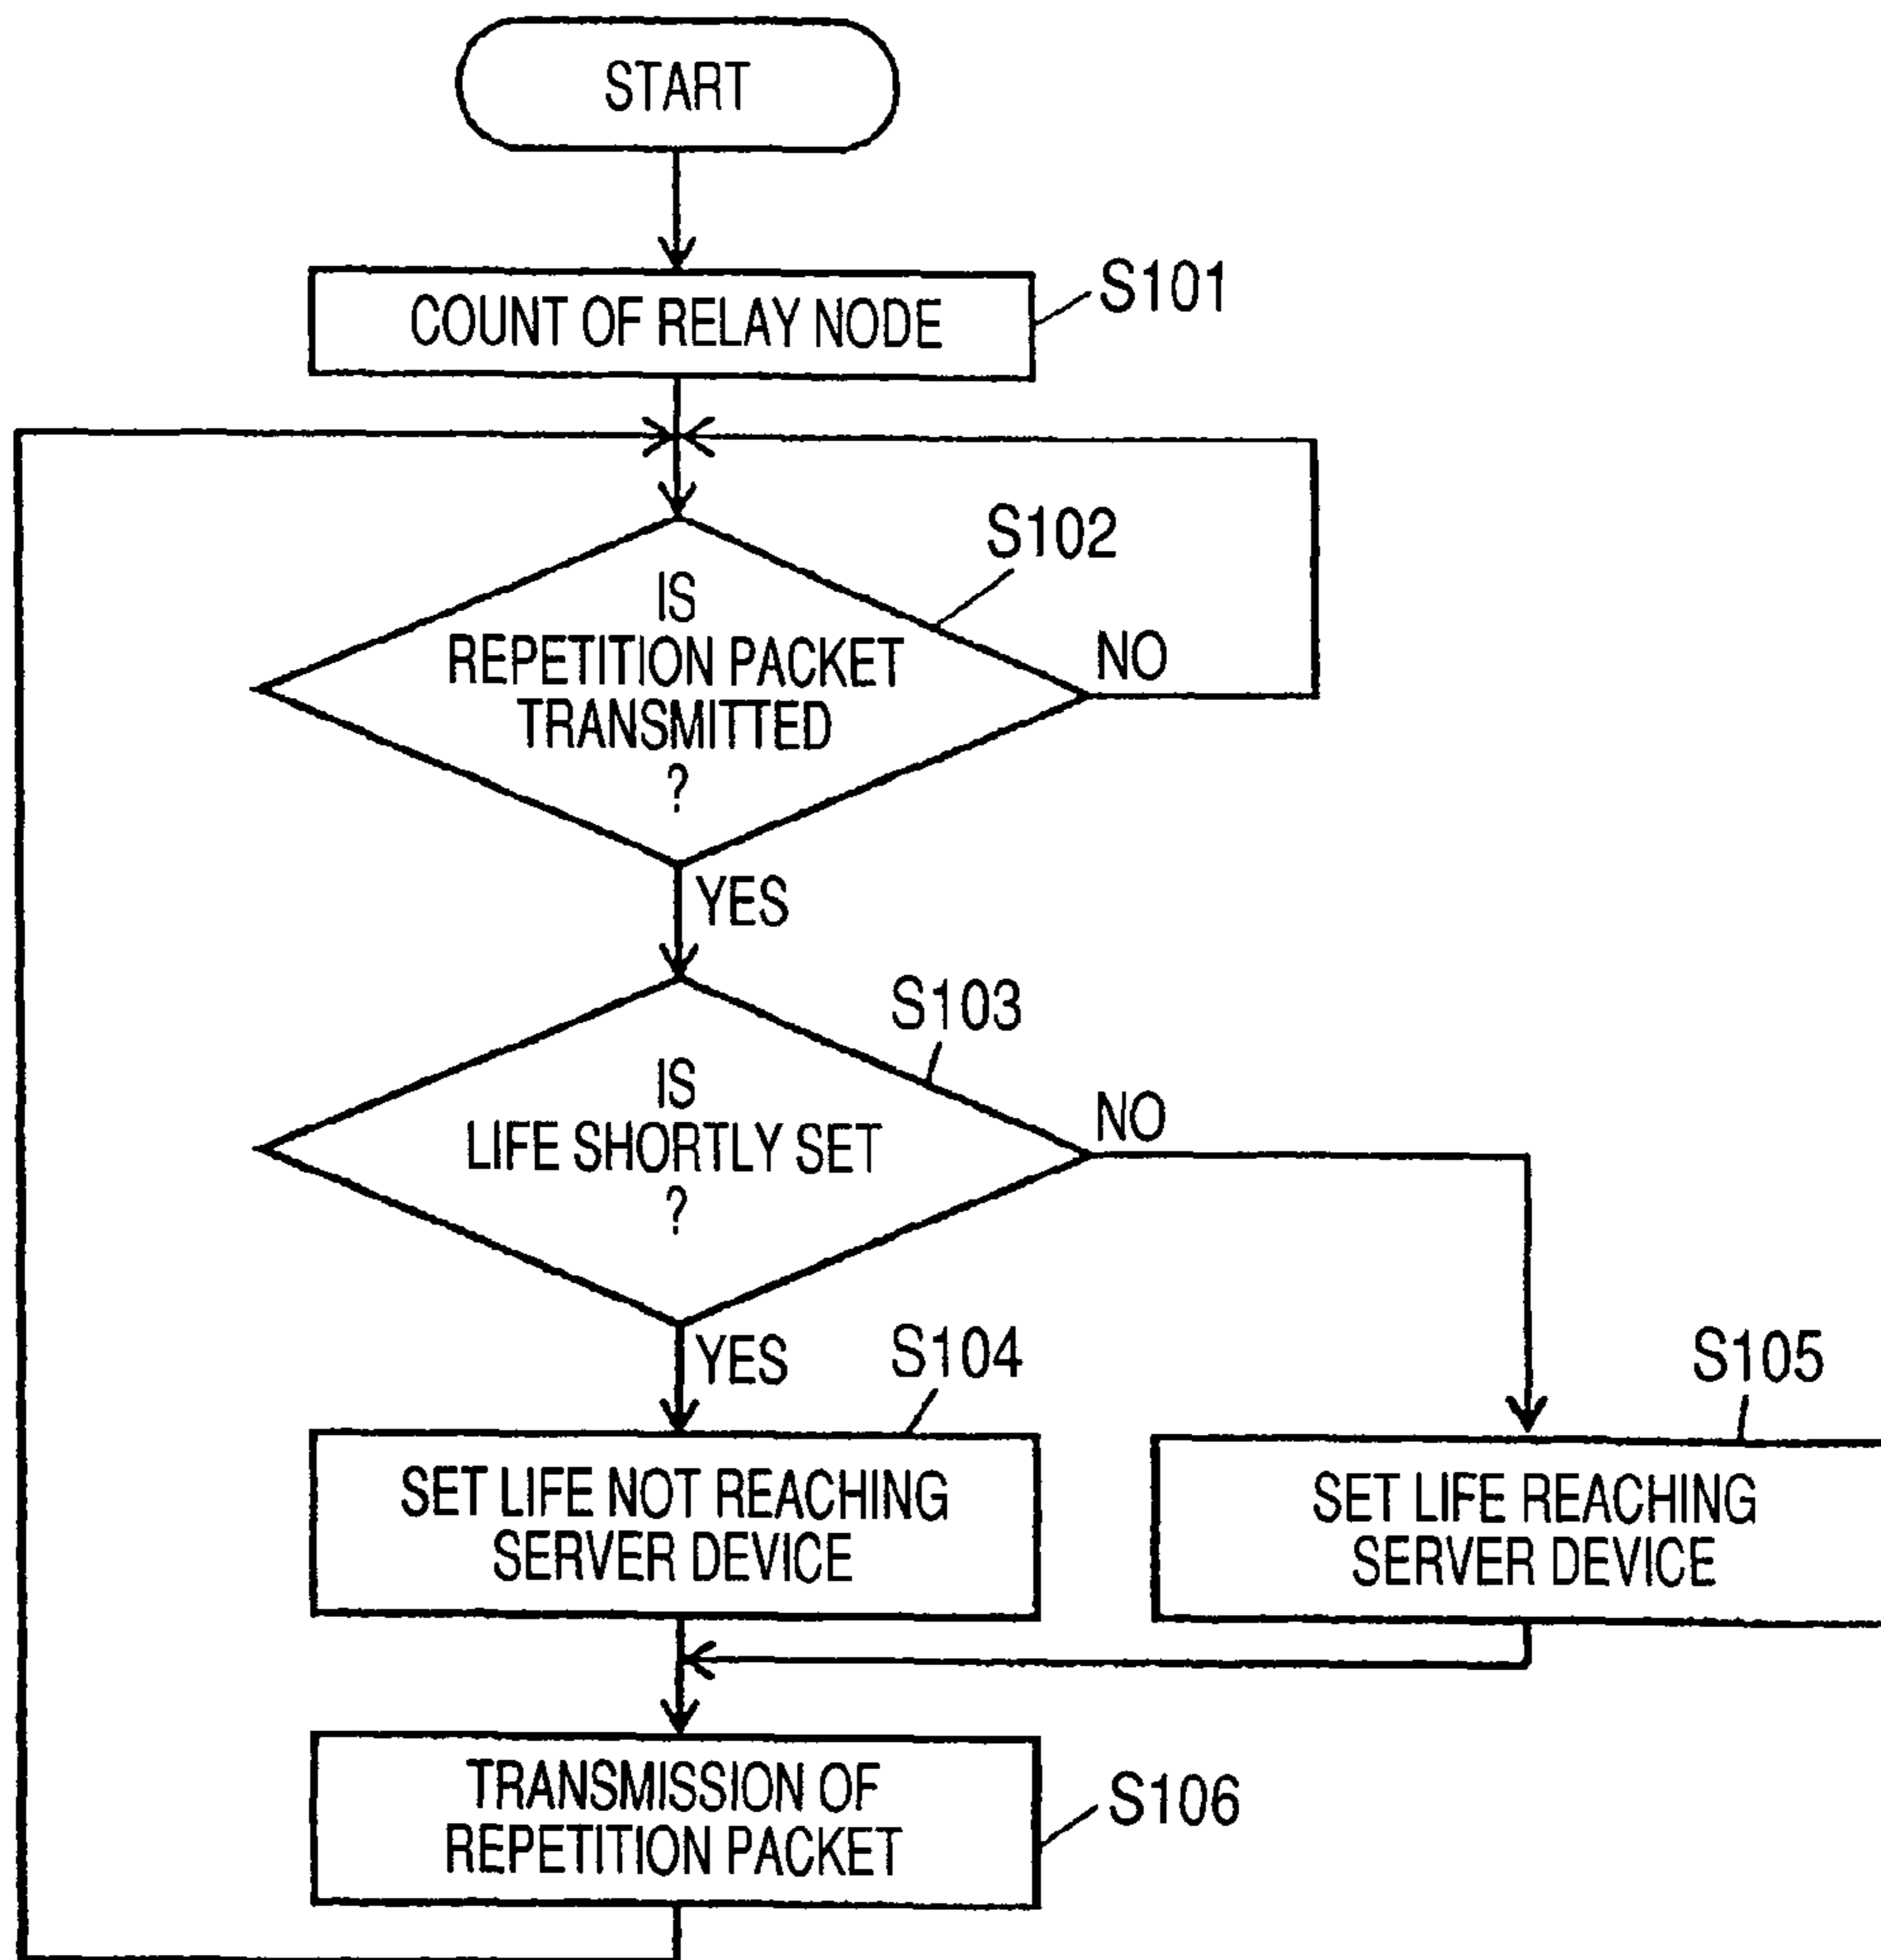 START
S101
COUNT OF RELAY NODE
S102
IS
REPETITION PACKET
TRANSMITTED
?
NO
YES
S103
IS
LIFE SHORTLY SET
?
NO
YES
S104
SET LIFE NOT REACHING
SERVER DEVICE
S105
SET LIFE REACHING
SERVER DEVICE
TRANSMISSION OF
REPETITION PACKET
S106